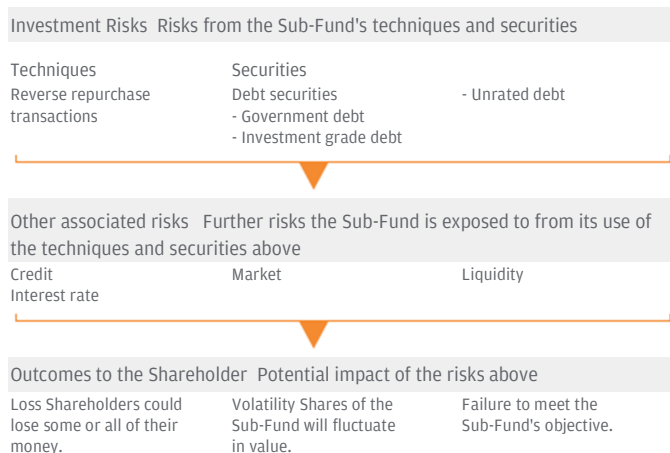 Investment Risks Risks from the Sub-Fund's techniques and securities
Techniques
Reverse repurchase
transactions
Securities
Debt securities
- Government debt
- Investment grade debt
- Unrated debt
Other associated risks Further risks the Sub-Fund is exposed to from its use of
the techniques and securities above
Credit
Interest rate
Market
Liquidity
Outcomes to the Shareholder Potential impact of the risks above
Loss Shareholders could
lose some or all of their
money.
Volatility Shares of the
Sub-Fund will fluctuate
in value.
Failure to meet the
Sub-Fund's objective.